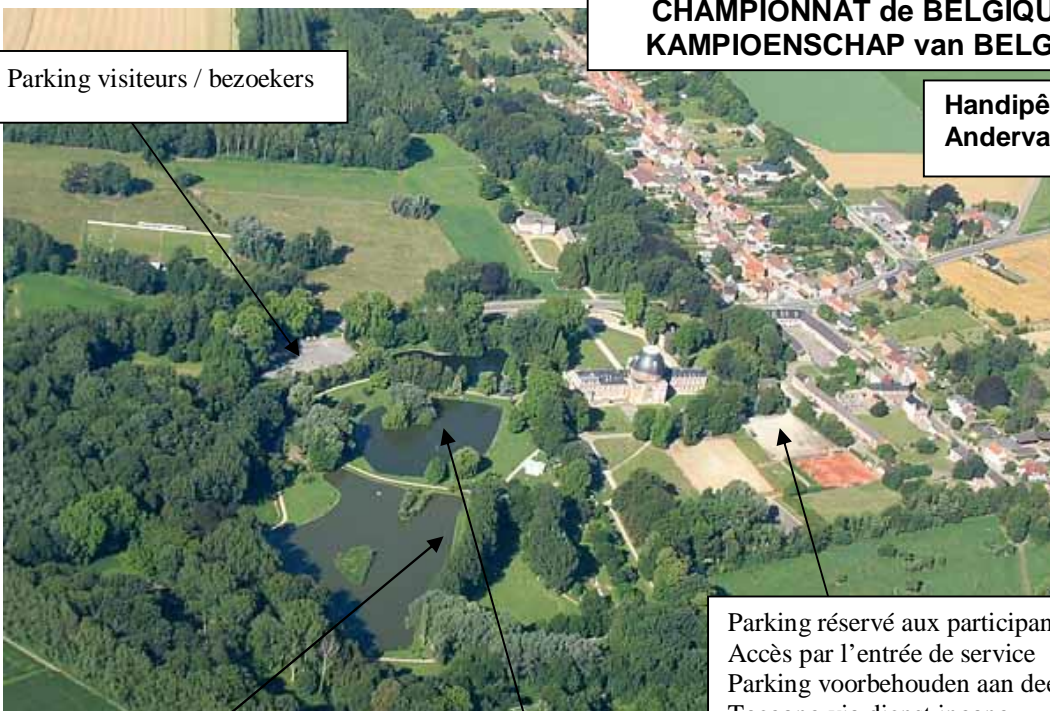 CHAMPIONNAT de BELGIQU
KAMPIOENSCHAP van BELG
Parking visiteurs / bezoekers
Handipê
Anderva
Parking réservé aux participan
Accès par l’entrée de service
Parking voorbehouden aan dee